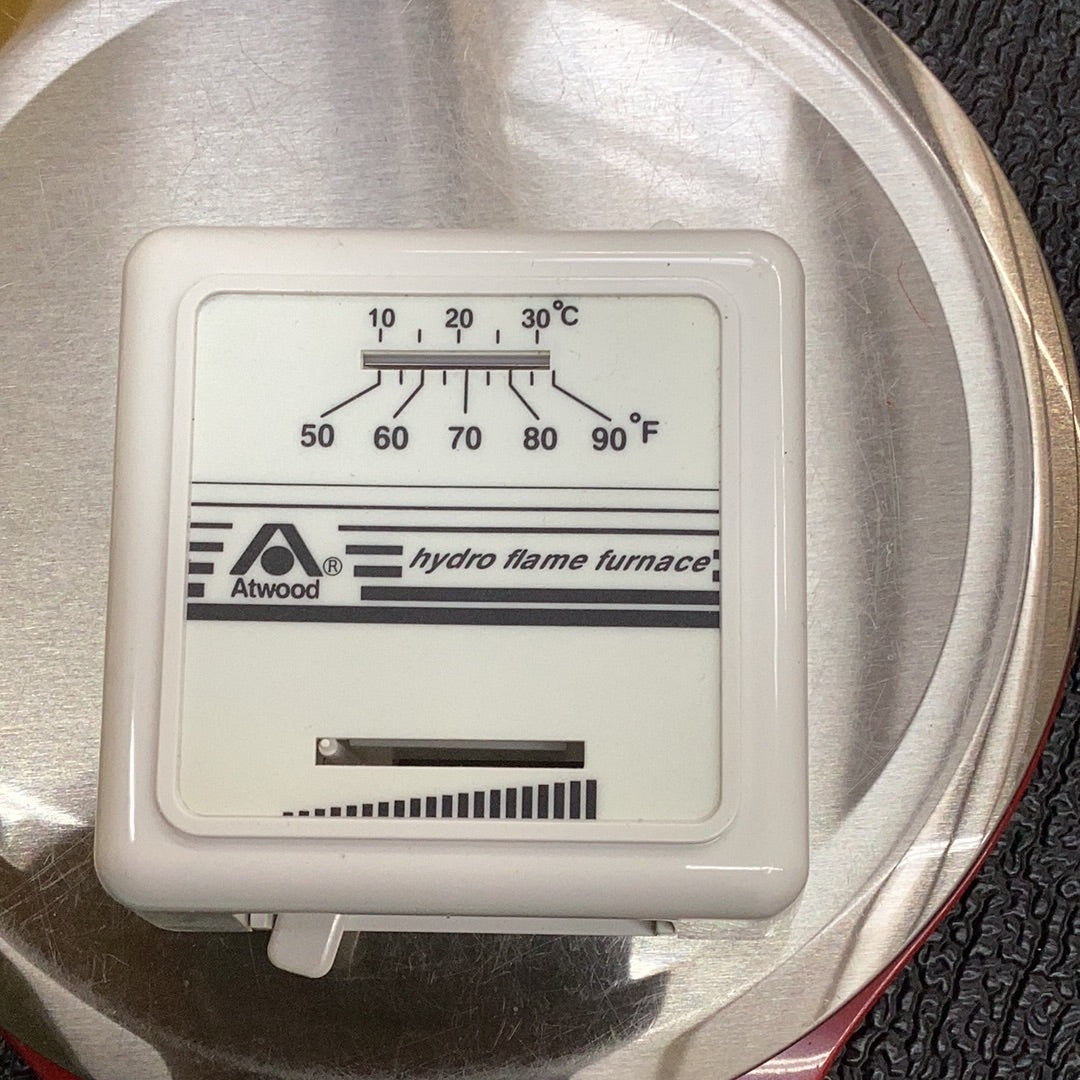 10 20 30°C
50 60 70 80 90°F
Atwood® hydro flame furnace